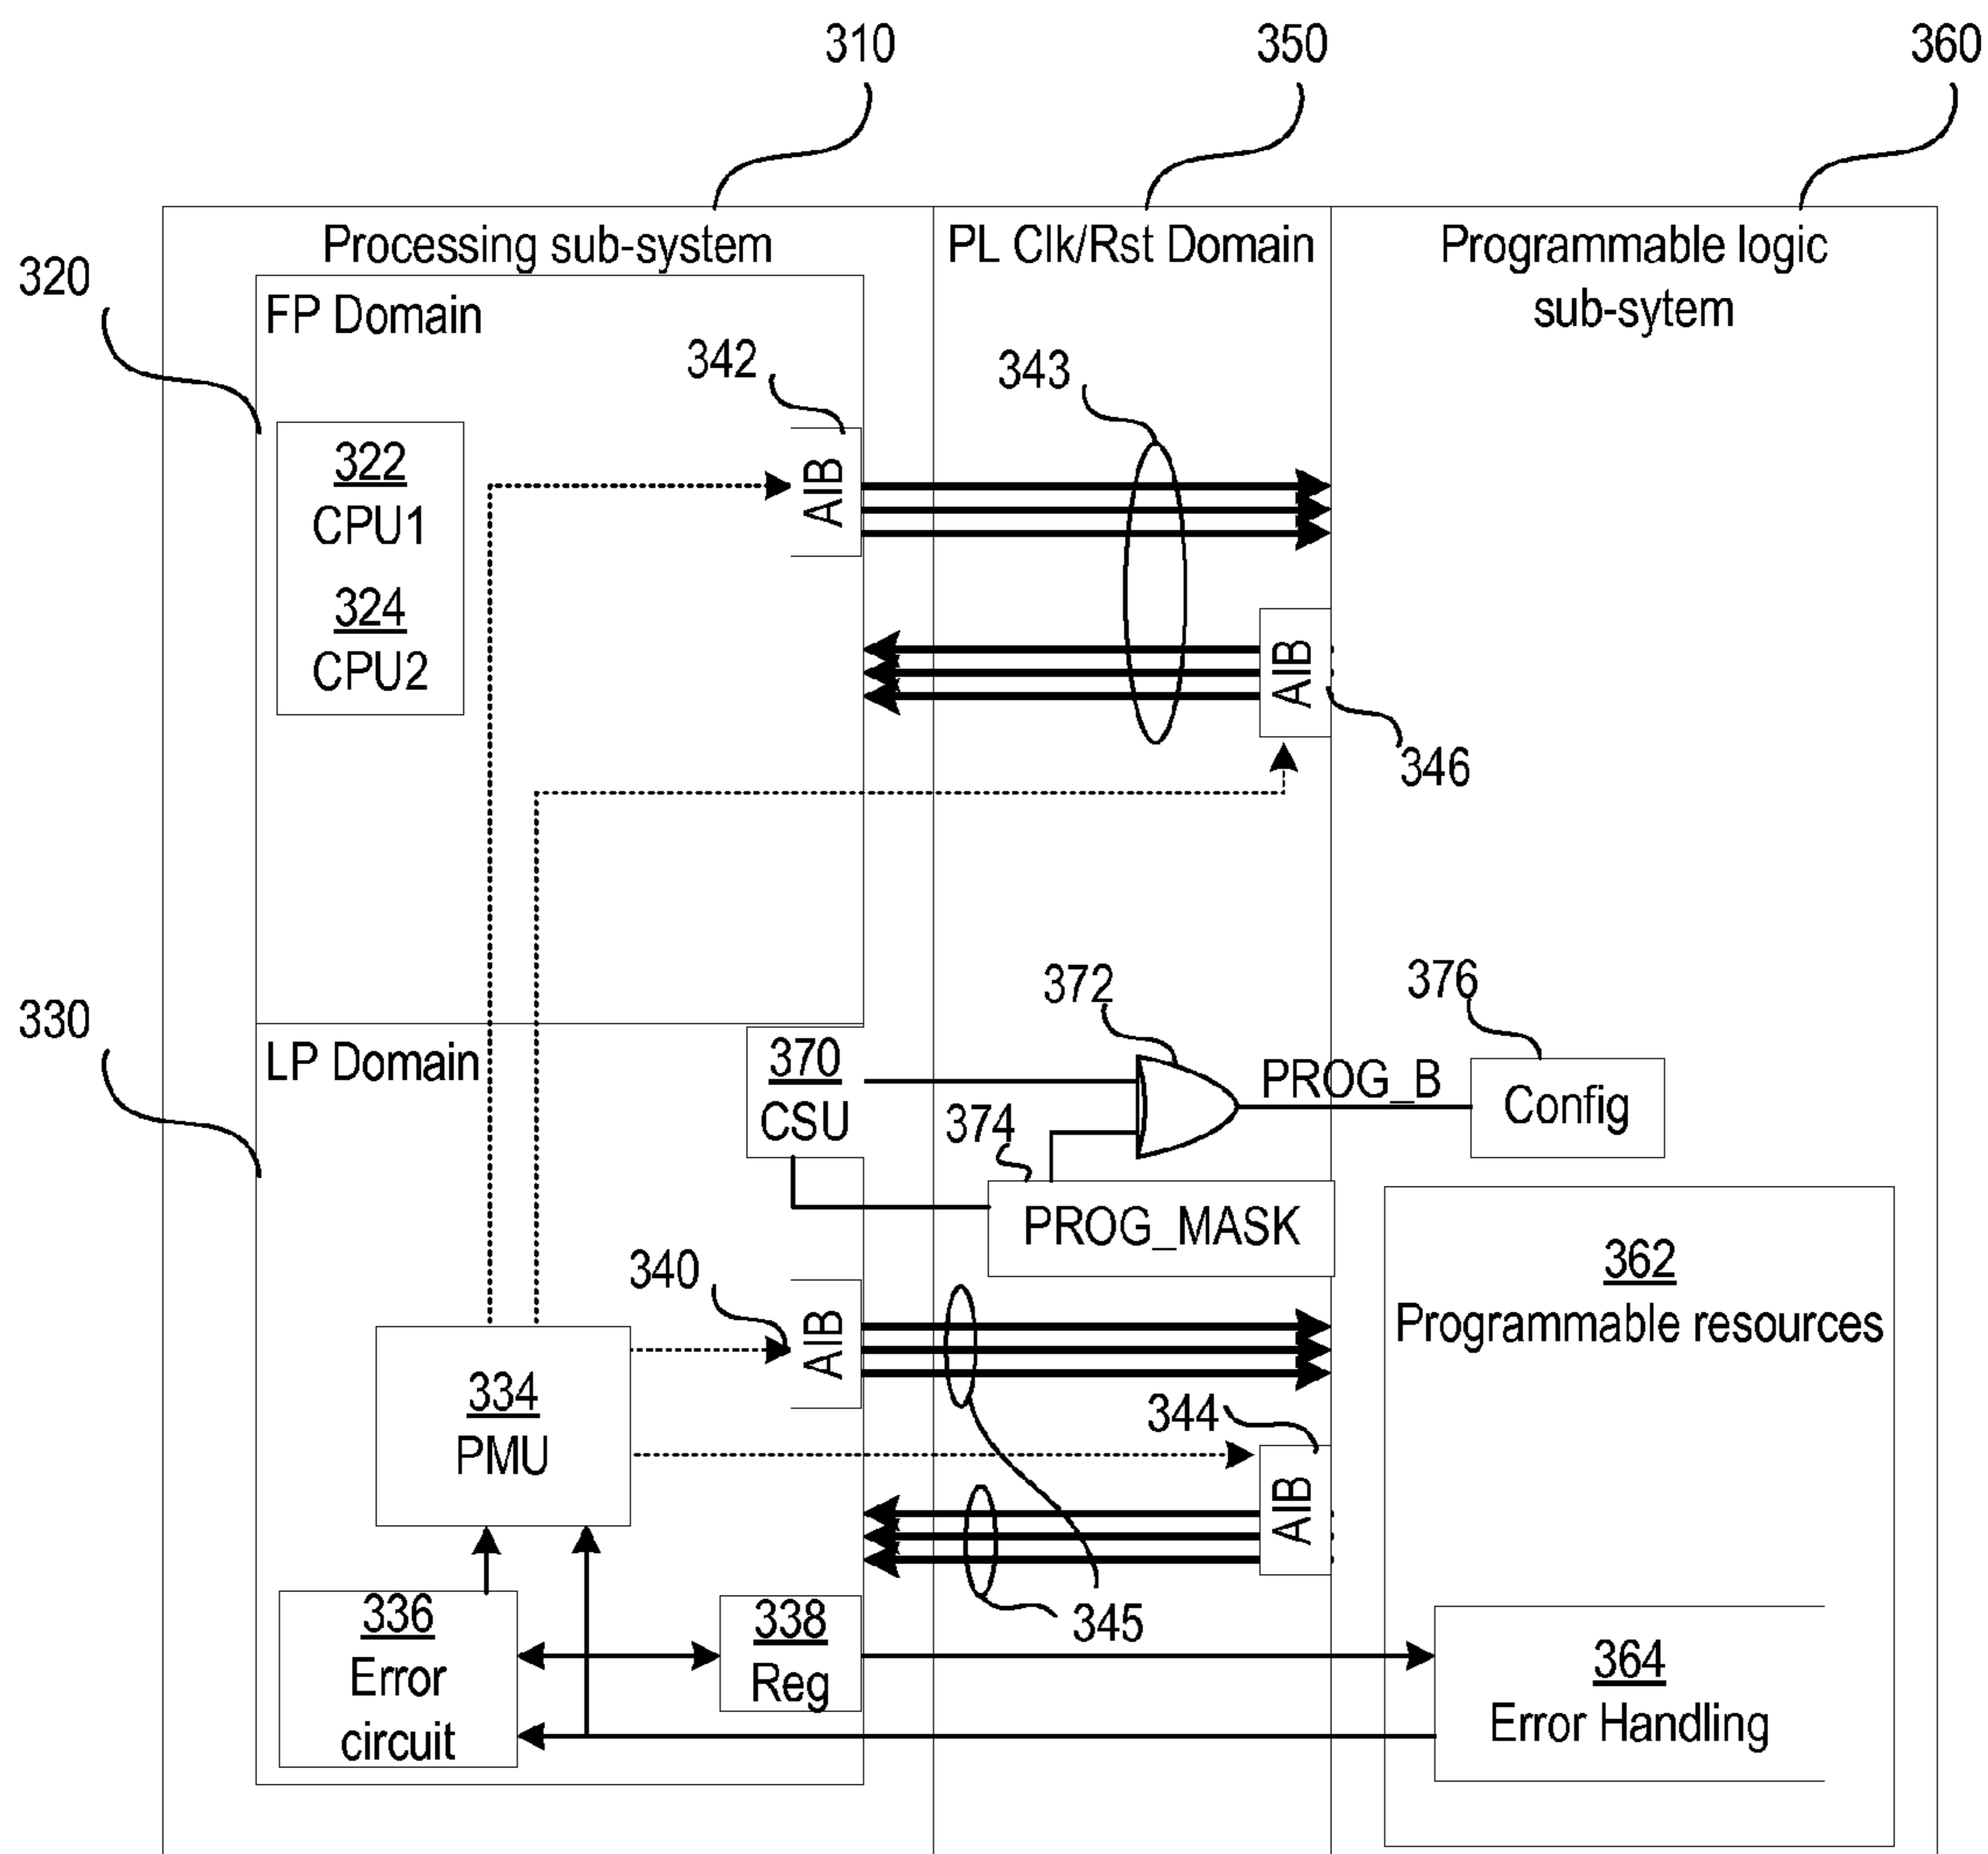 310
350
360
Processing sub-system
PL Clk/Rst Domain
Programmable logic
sub-sytem
320
FP Domain
342
343
322
CPU1
324
CPU2
AIB
AIB
346
330
LP Domain
370
CSU
372
376
PROG_B
Config
374
PROG_MASK
340
AIB
362
Programmable resources
334
PMU
344
AIB
345
336
Error
circuit
338
Reg
364
Error Handling